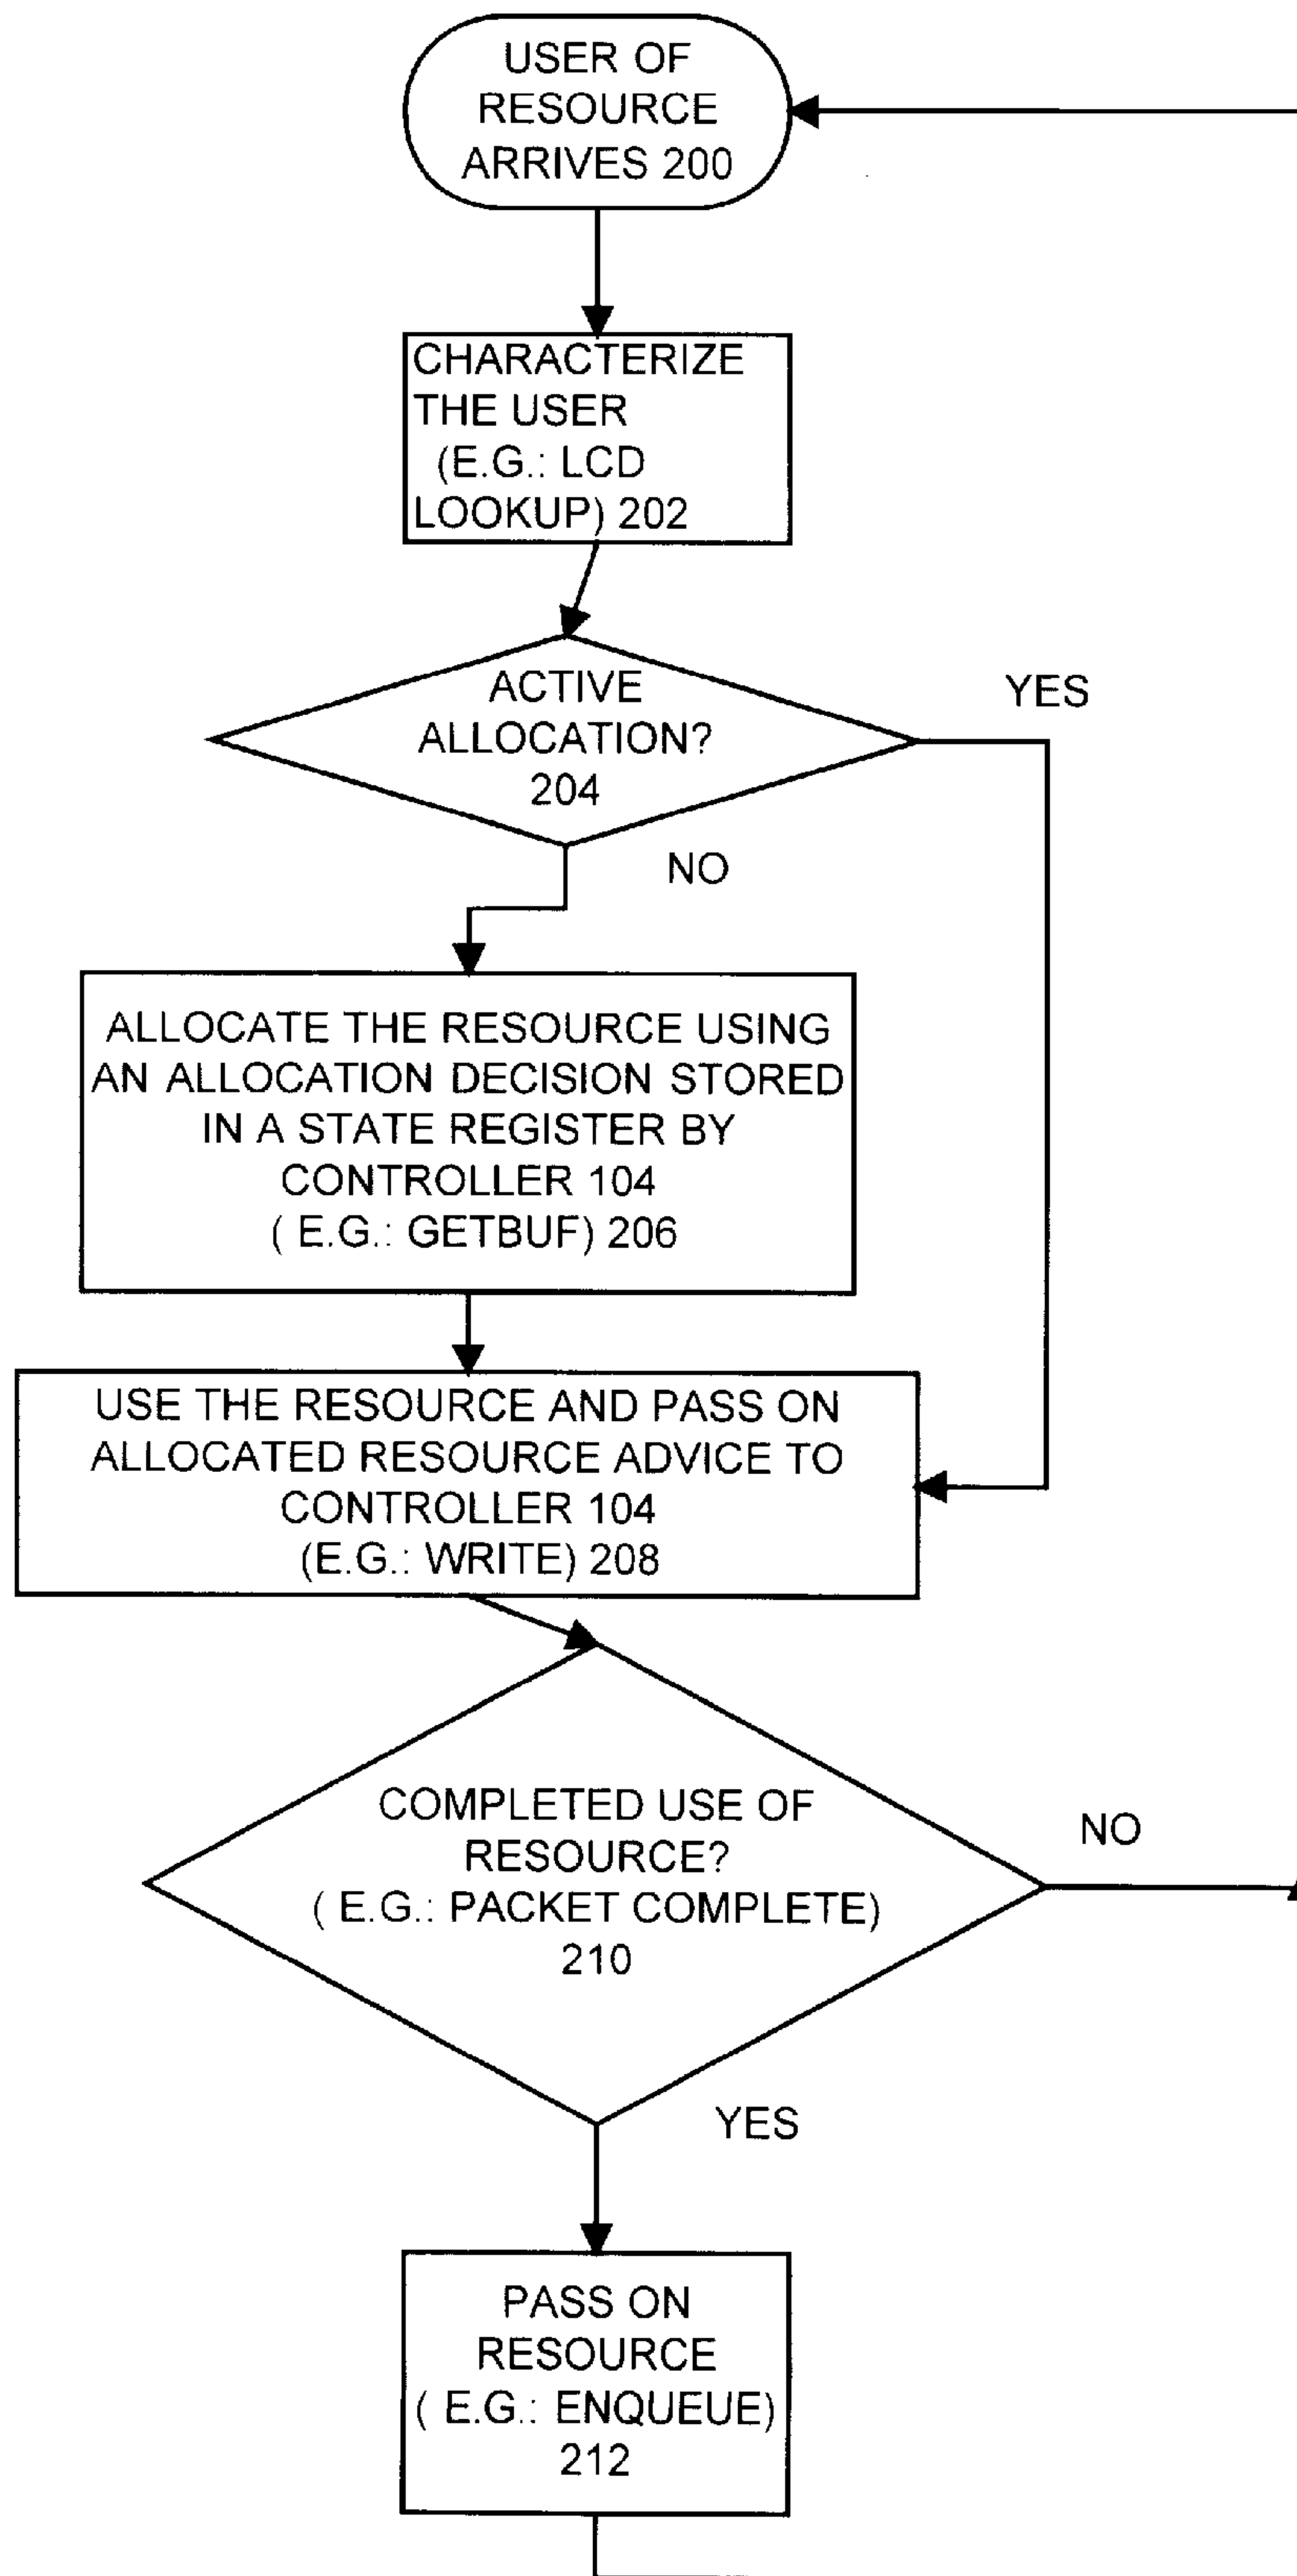 USER OF
RESOURCE
ARRIVES 200
CHARACTERIZE
THE USER
(E.G.: LCD
LOOKUP) 202
ACTIVE
ALLOCATION?
204
YES
NO
ALLOCATE THE RESOURCE USING
AN ALLOCATION DECISION STORED
IN A STATE REGISTER BY
CONTROLLER 104
( E.G.: GETBUF) 206
USE THE RESOURCE AND PASS ON
ALLOCATED RESOURCE ADVICE TO
CONTROLLER 104
(E.G.: WRITE) 208
COMPLETED USE OF
RESOURCE?
( E.G.: PACKET COMPLETE)
210
NO
YES
PASS ON
RESOURCE
( E.G.: ENQUEUE)
212